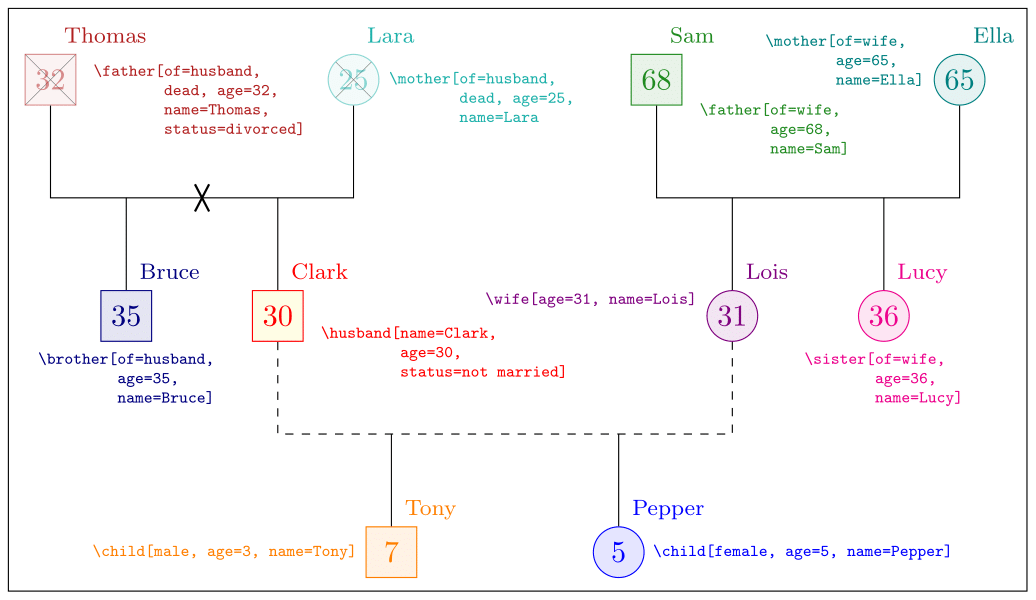 Thomas
Lara
Sam
Ella
32
\father[of=husband,
dead, age=32,
name=Thomas,
status=divorced]
25
\mother[of=husband,
dead, age=25,
name=Lara
68
\father[of=wife,
age=68,
name=Sam]
\mother[of=wife,
age=65,
name=Ella]
65
Bruce
Clark
Lois
Lucy
35
\brother[of=husband,
age=35,
name=Bruce]
30
\husband[name=Clark,
age=30,
status=not married]
\wife[age=31, name=Lois]
31
36
\sister[of=wife,
age=36,
name=Lucy]
Tony
Pepper
\child[male, age=3, name=Tony]
7
5
\child[female, age=5, name=Pepper]